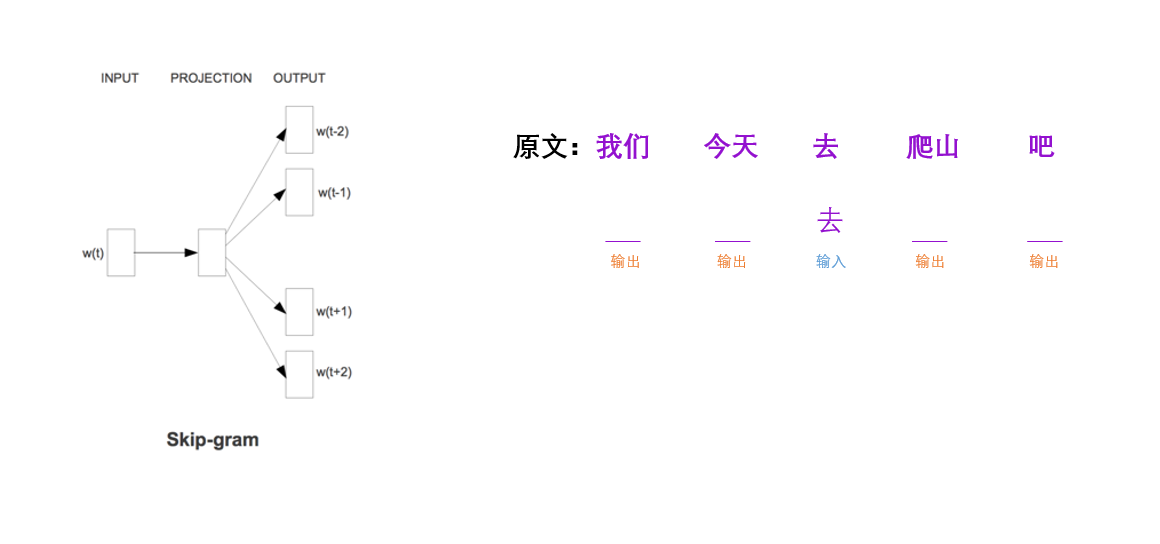 INPUT PROJECTION OUTPUT
w(t-2)
w(t-1)
w(t)
w(t+1)
w(t+2)
Skip-gram
原文：我们 今天 去 爬山 吧
去
输出 输出 输入 输出 输出